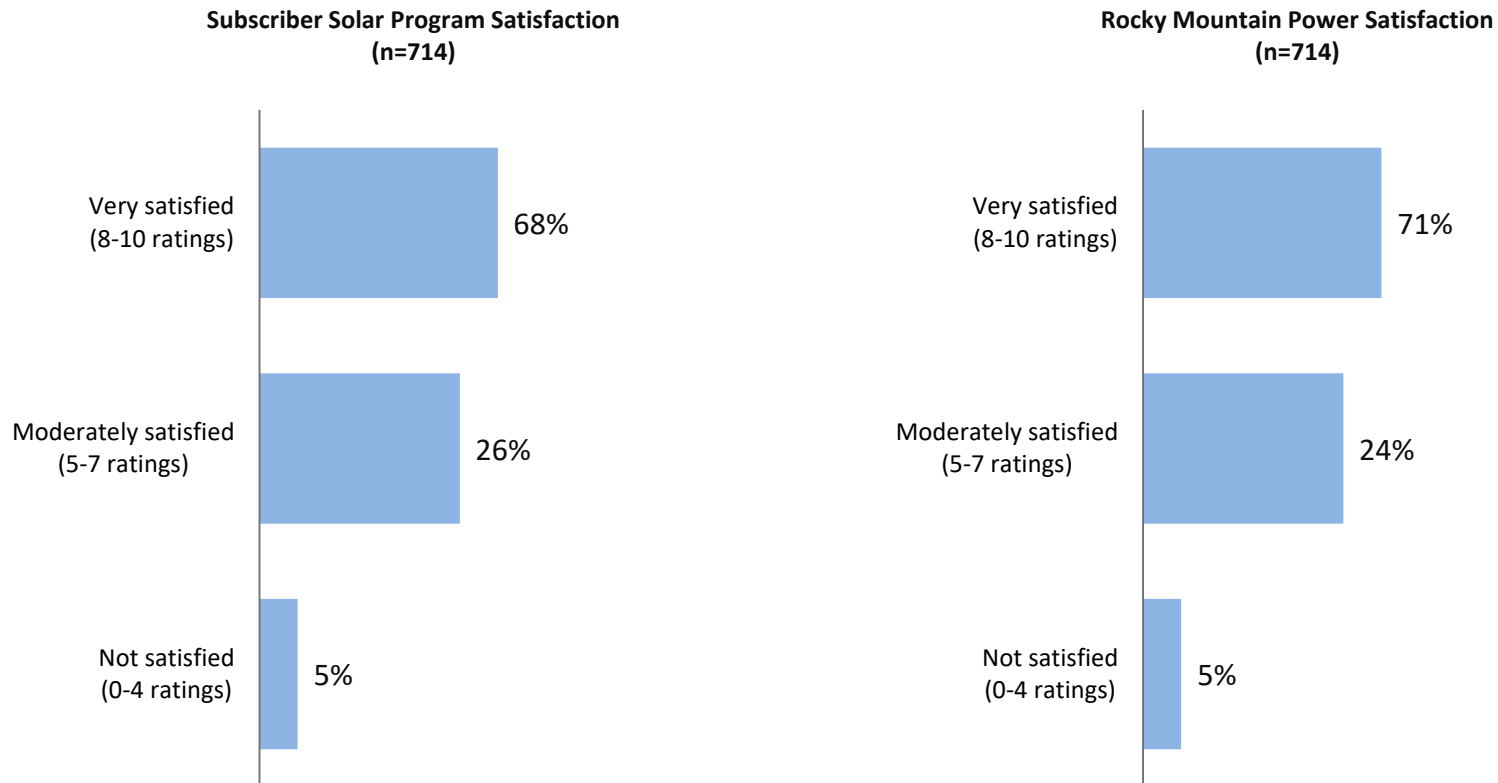 Subscriber Solar Program Satisfaction
(n=714)
Very satisfied
(8-10 ratings)
68%
Moderately satisfied
(5-7 ratings)
26%
Not satisfied
(0-4 ratings)
5%
Rocky Mountain Power Satisfaction
(n=714)
Very satisfied
(8-10 ratings)
71%
Moderately satisfied
(5-7 ratings)
24%
Not satisfied
(0-4 ratings)
5%